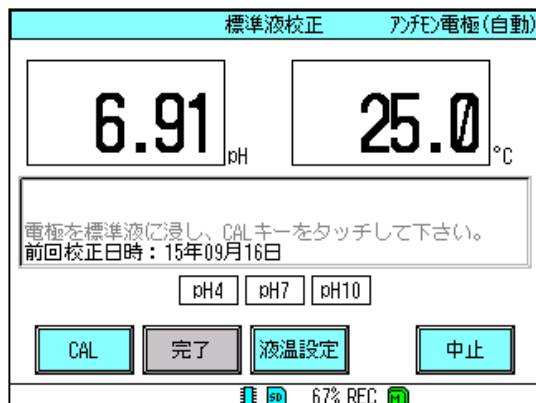 標準液校正 アンチモン電極(自動)
6.91 pH 25.0 °C
電極を標準液に浸し、CALキーをタッチして下さい。
前回校正日時：15年09月16日
pH4 pH7 pH10
CAL 完了 液温設定 中止
SD 67% REC M